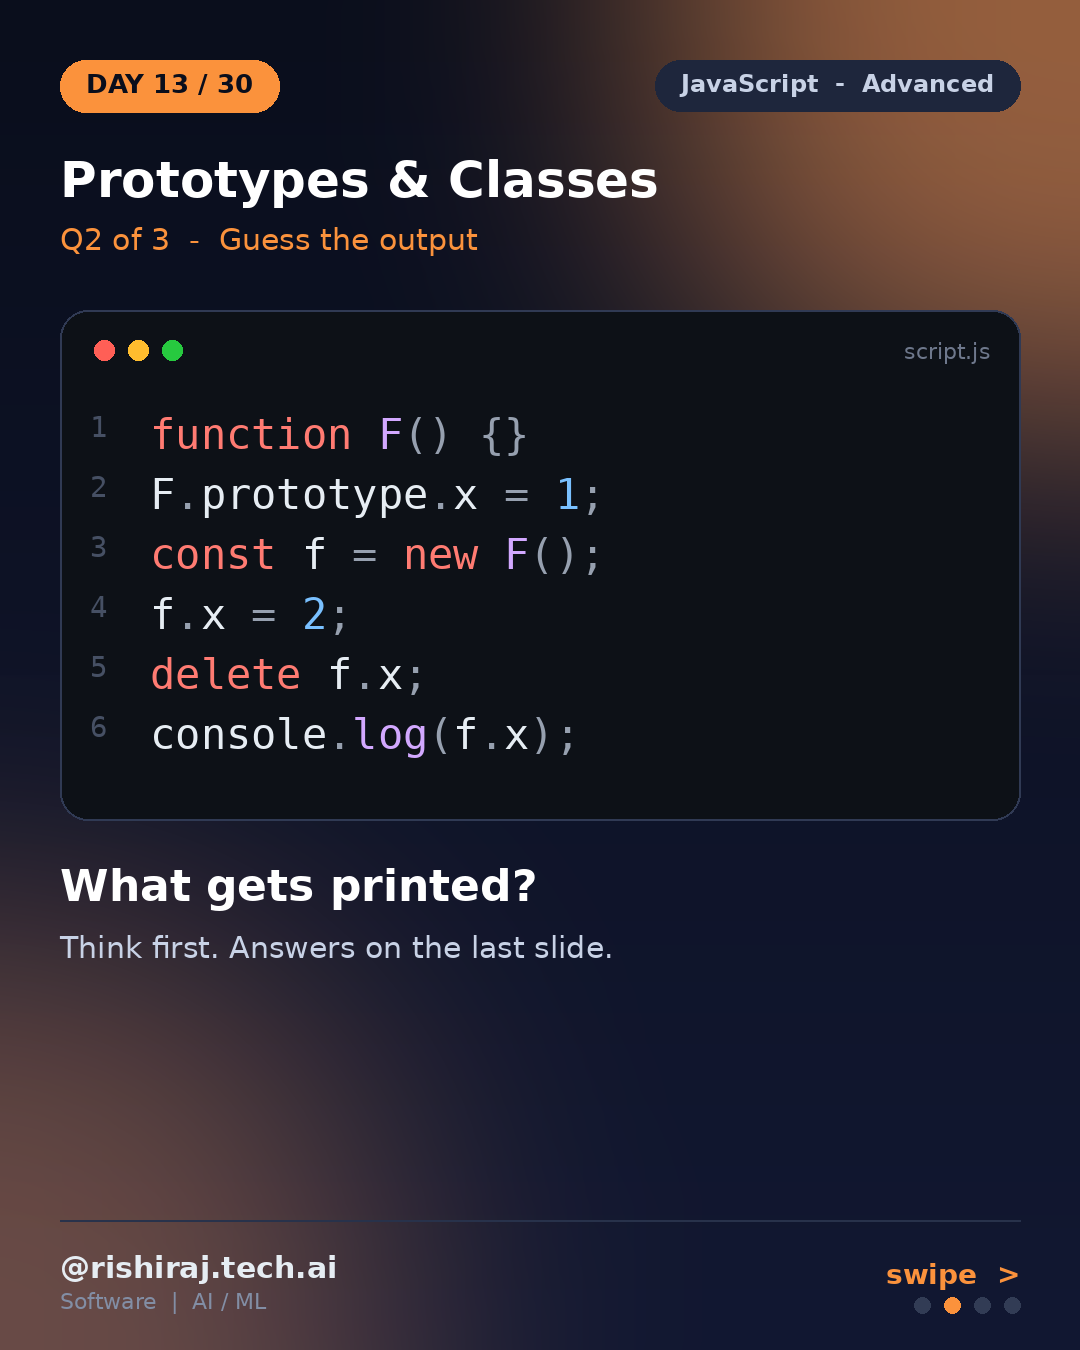 DAY 13 / 30
JavaScript - Advanced
Prototypes & Classes
Q2 of 3 - Guess the output
script.js
1 function F() {}
2 F.prototype.x = 1;
3 const f = new F();
4 f.x = 2;
5 delete f.x;
6 console.log(f.x);
What gets printed?
Think first. Answers on the last slide.
@rishiraj.tech.ai
Software | AI / ML
swipe >